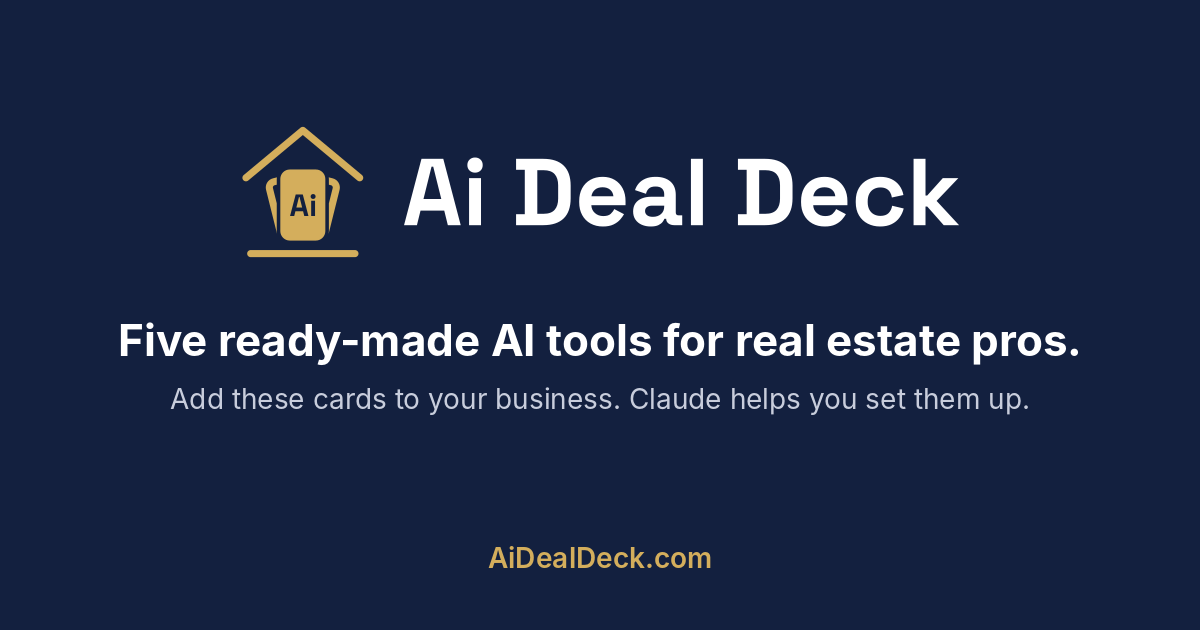 Ai
Ai Deal Deck
Five ready-made AI tools for real estate pros.
Add these cards to your business. Claude helps you set them up.
AiDealDeck.com